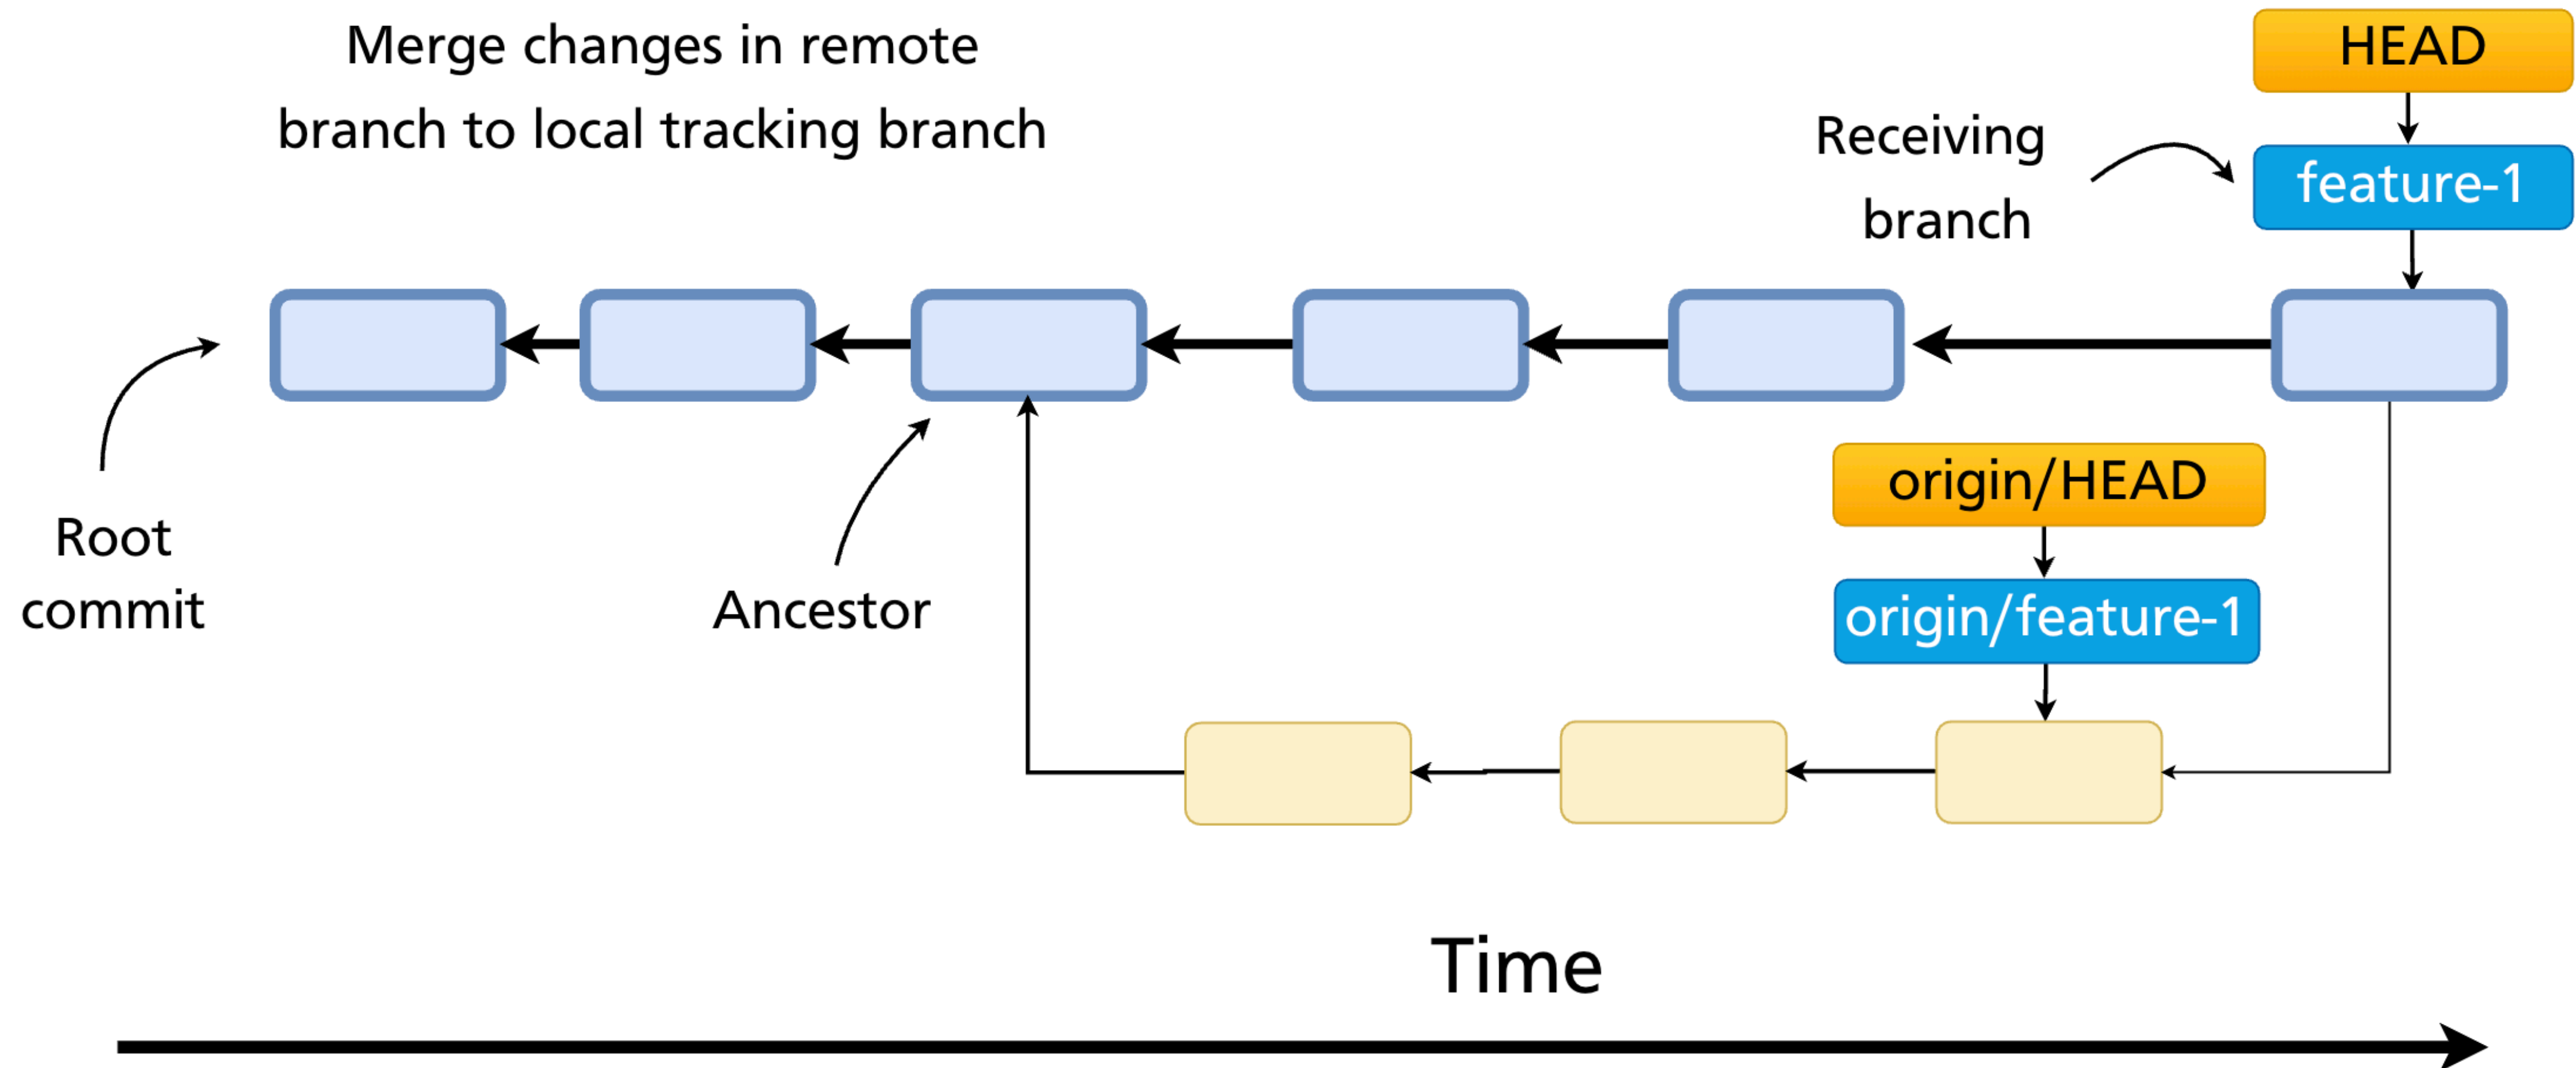 Merge changes in remote
branch to local tracking branch
HEAD
Receiving
branch
feature-1
origin/HEAD
Root
commit
Ancestor
origin/feature-1
Time